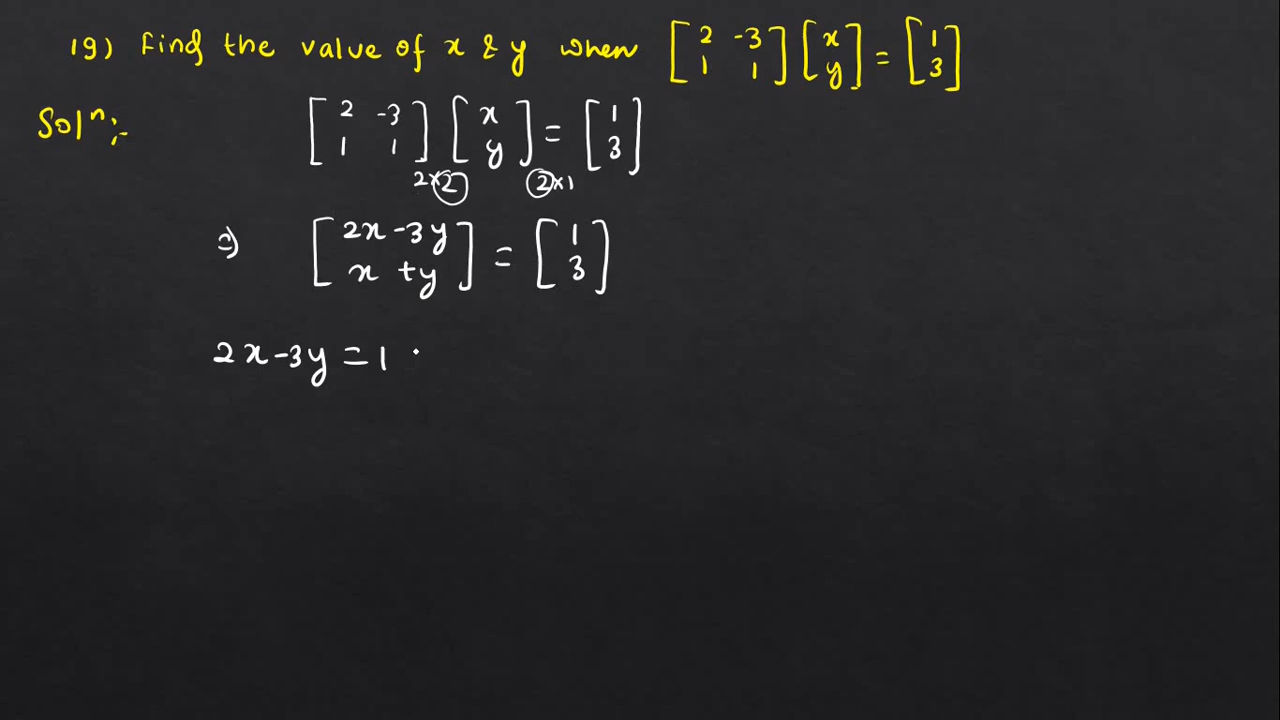 19) Find the value of x & y when [2 -3; 1 1] [x; y] = [1; 3]
Solⁿ:-
[2 -3; 1 1] [x; y] = [1; 3]
2×2 2×1
⇒ [2x -3y; x +y] = [1; 3]
2x -3y = 1